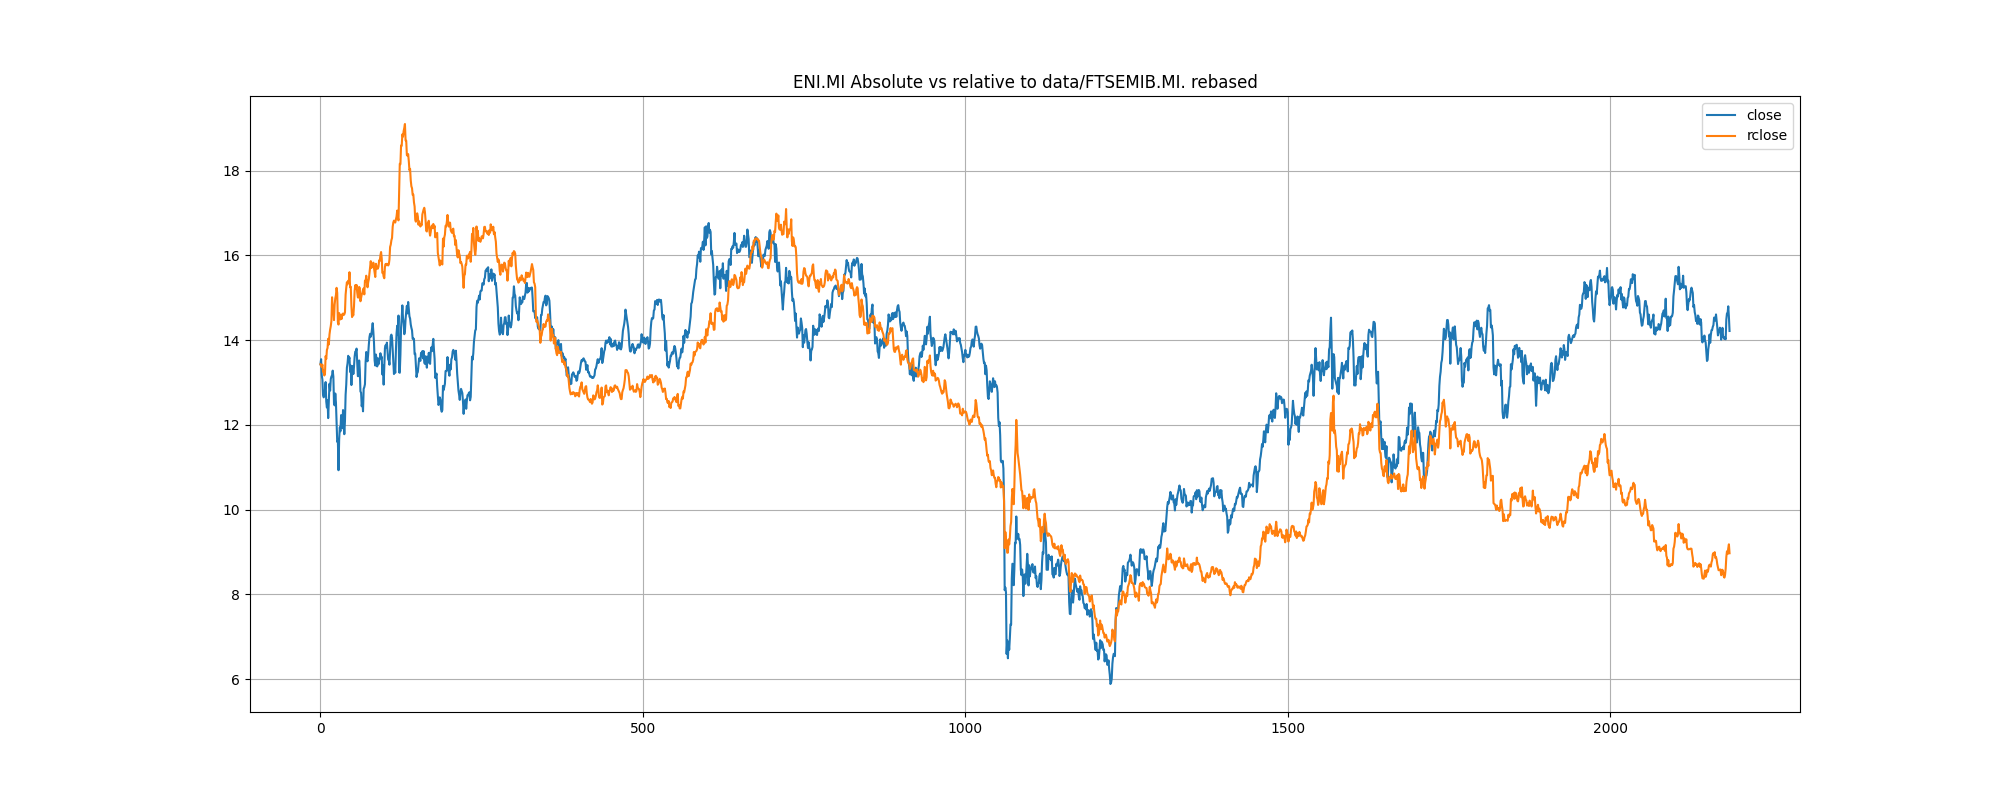 ENI.MI Absolute vs relative to data/FTSEMIB.MI. rebased
close
rclose
18
16
14
12
10
8
6
0 500 1000 1500 2000